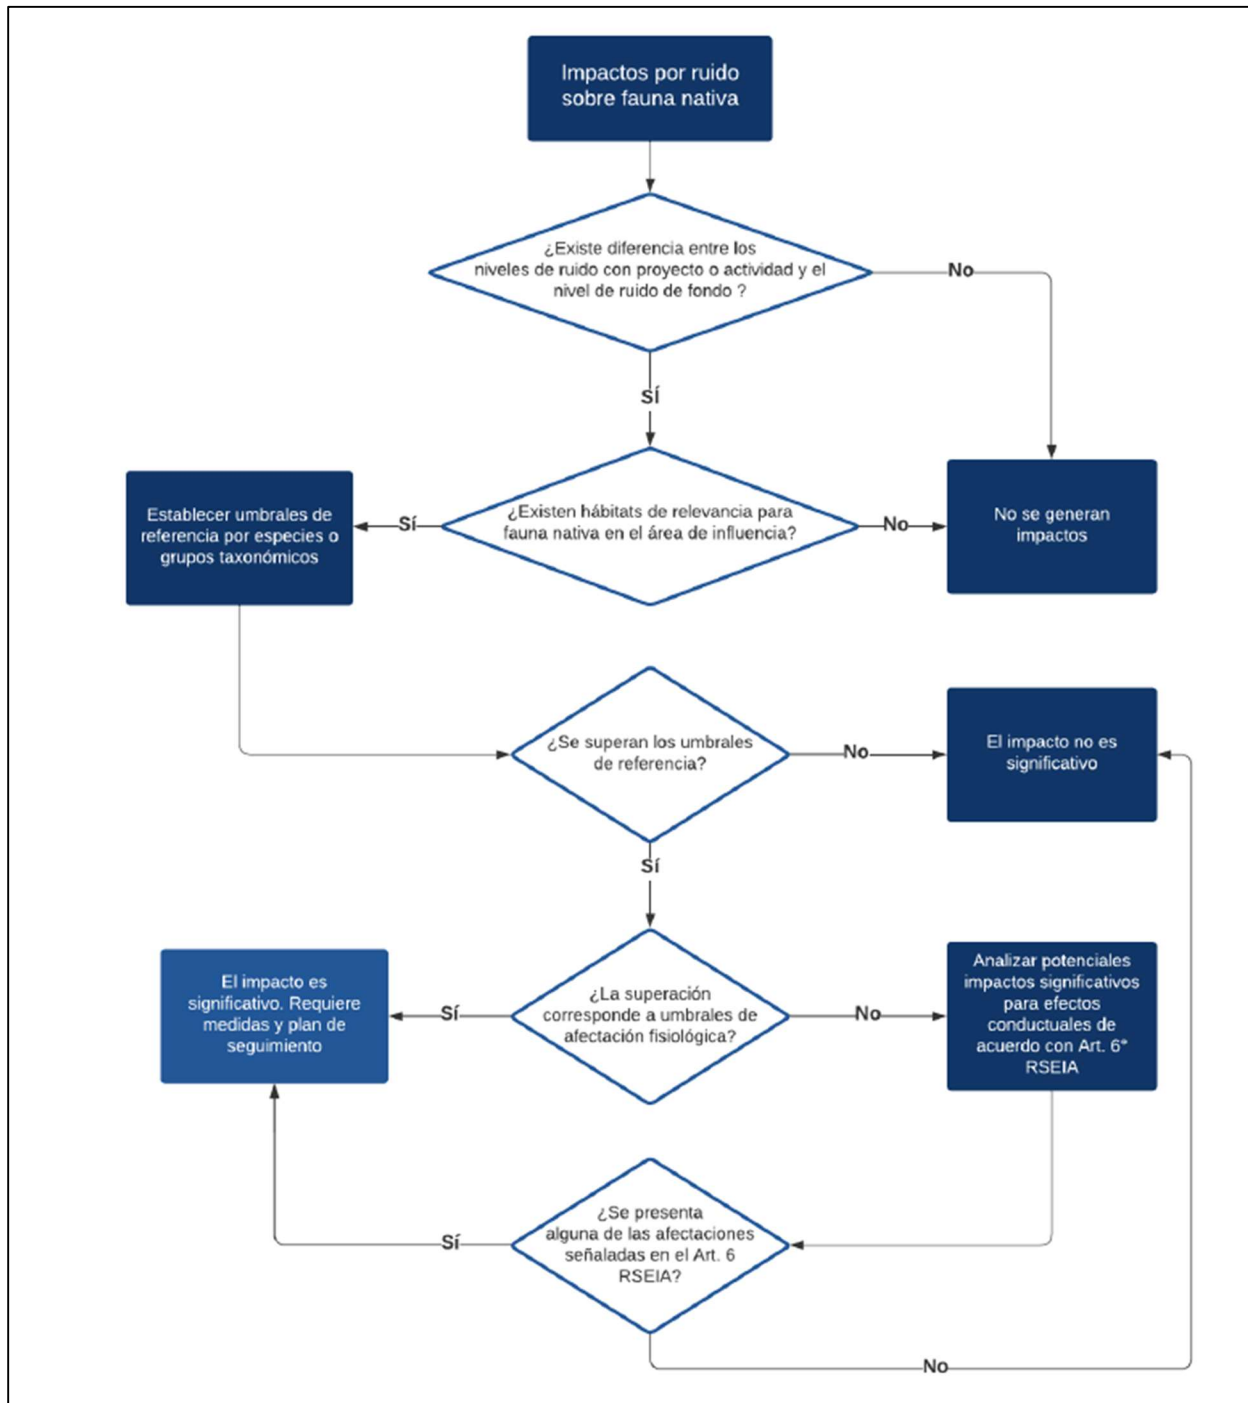 Impactos por ruido
sobre fauna nativa
¿Existe diferencia entre los
niveles de ruido con proyecto o actividad y el
nivel de ruido de fondo ?
No
SÍ
¿Existen hábitats de relevancia para
fauna nativa en el área de influencia?
Sí
No
Establecer umbrales de
referencia por especies o
grupos taxonómicos
No se generan
impactos
¿Se superan los umbrales
de referencia?
No
El impacto no es
significativo
Sí
¿La superación
corresponde a umbrales de
afectación fisiológica?
Sí
No
El impacto es
significativo. Requiere
medidas y plan de
seguimiento
Analizar potenciales
impactos significativos
para efectos
conductuales de
acuerdo con Art. 6°
RSEIA
¿Se presenta
alguna de las afectaciones
señaladas en el Art. 6
RSEIA?
Sí
No